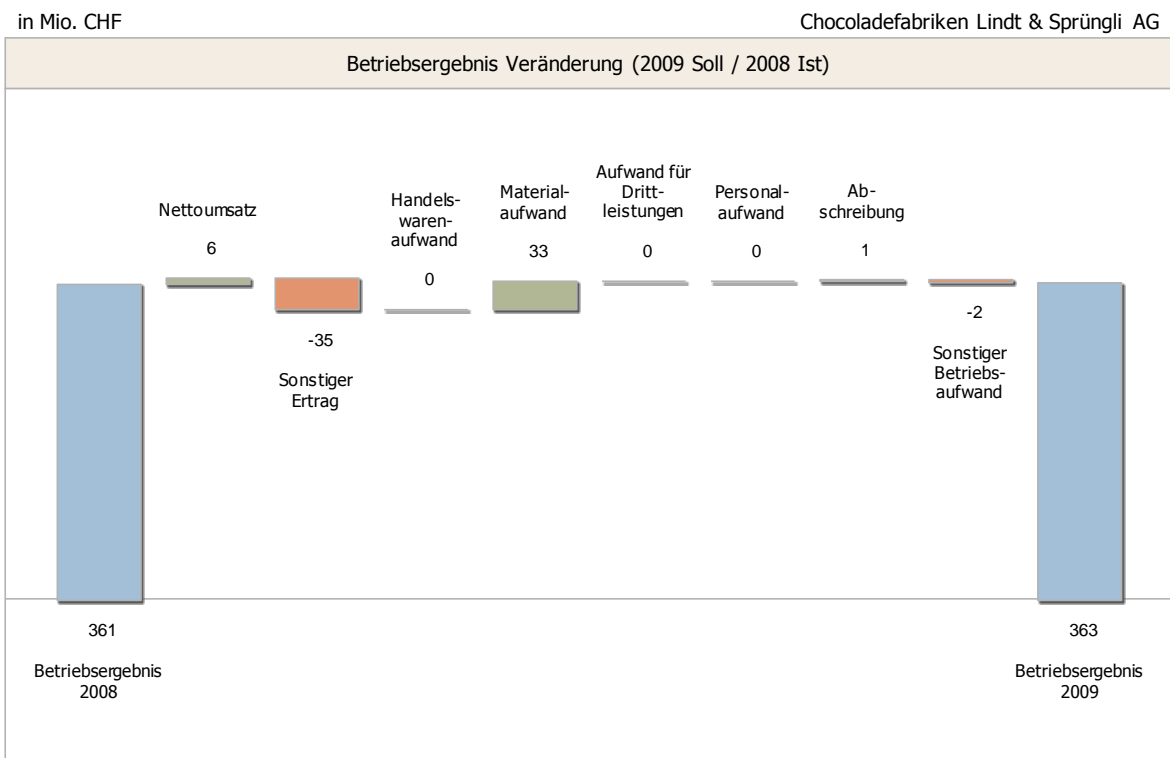 in Mio. CHF
Chocoladefabriken Lindt & Sprüngli AG
Betriebsergebnis Veränderung (2009 Soll / 2008 Ist)
Nettoumsatz
6
-35
Sonstiger
Ertrag
Handels-
waren-
aufwand
0
Material-
aufwand
33
Aufwand für
Dritt-
leistungen
0
Personal-
aufwand
0
Ab-
schreibung
1
-2
Sonstiger
Betriebs-
aufwand
361
Betriebsergebnis
2008
363
Betriebsergebnis
2009